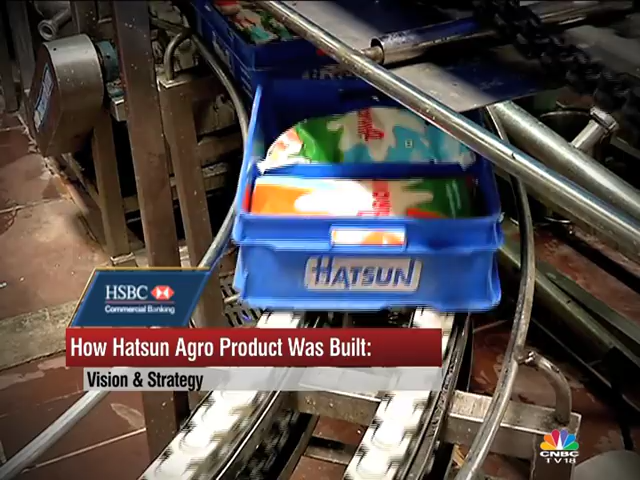 HATSUN
HSBC
Commercial Banking
How Hatsun Agro Product Was Built:
Vision & Strategy
CNBC
TV18